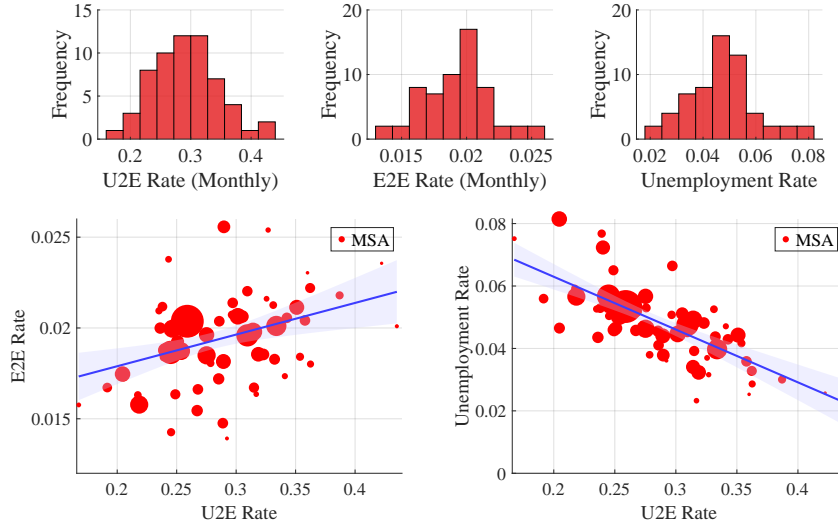 15
10
5
0
Frequency
0.2 0.3 0.4
U2E Rate (Monthly)
20
10
0
Frequency
0.015 0.02 0.025
E2E Rate (Monthly)
20
10
0
Frequency
0.02 0.04 0.06 0.08
Unemployment Rate
0.025
0.02
0.015
E2E Rate
MSA
0.2 0.25 0.3 0.35 0.4
U2E Rate
0.08
0.06
0.04
0.02
0
Unemployment Rate
MSA
0.2 0.25 0.3 0.35 0.4
U2E Rate